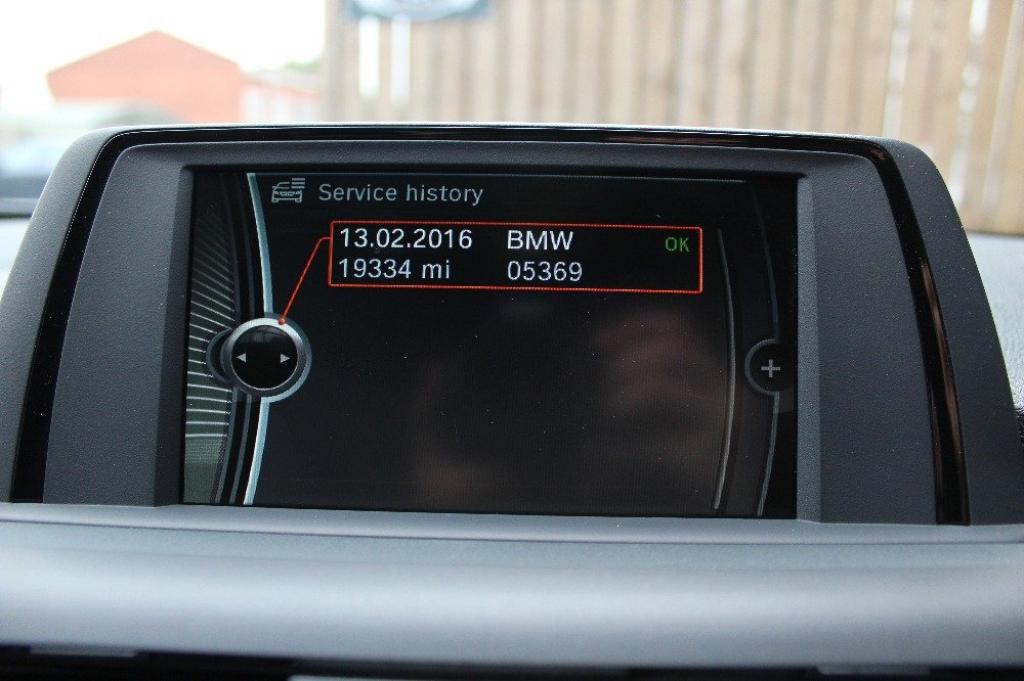 Service history
13.02.2016 BMW OK
19334 mi 05369